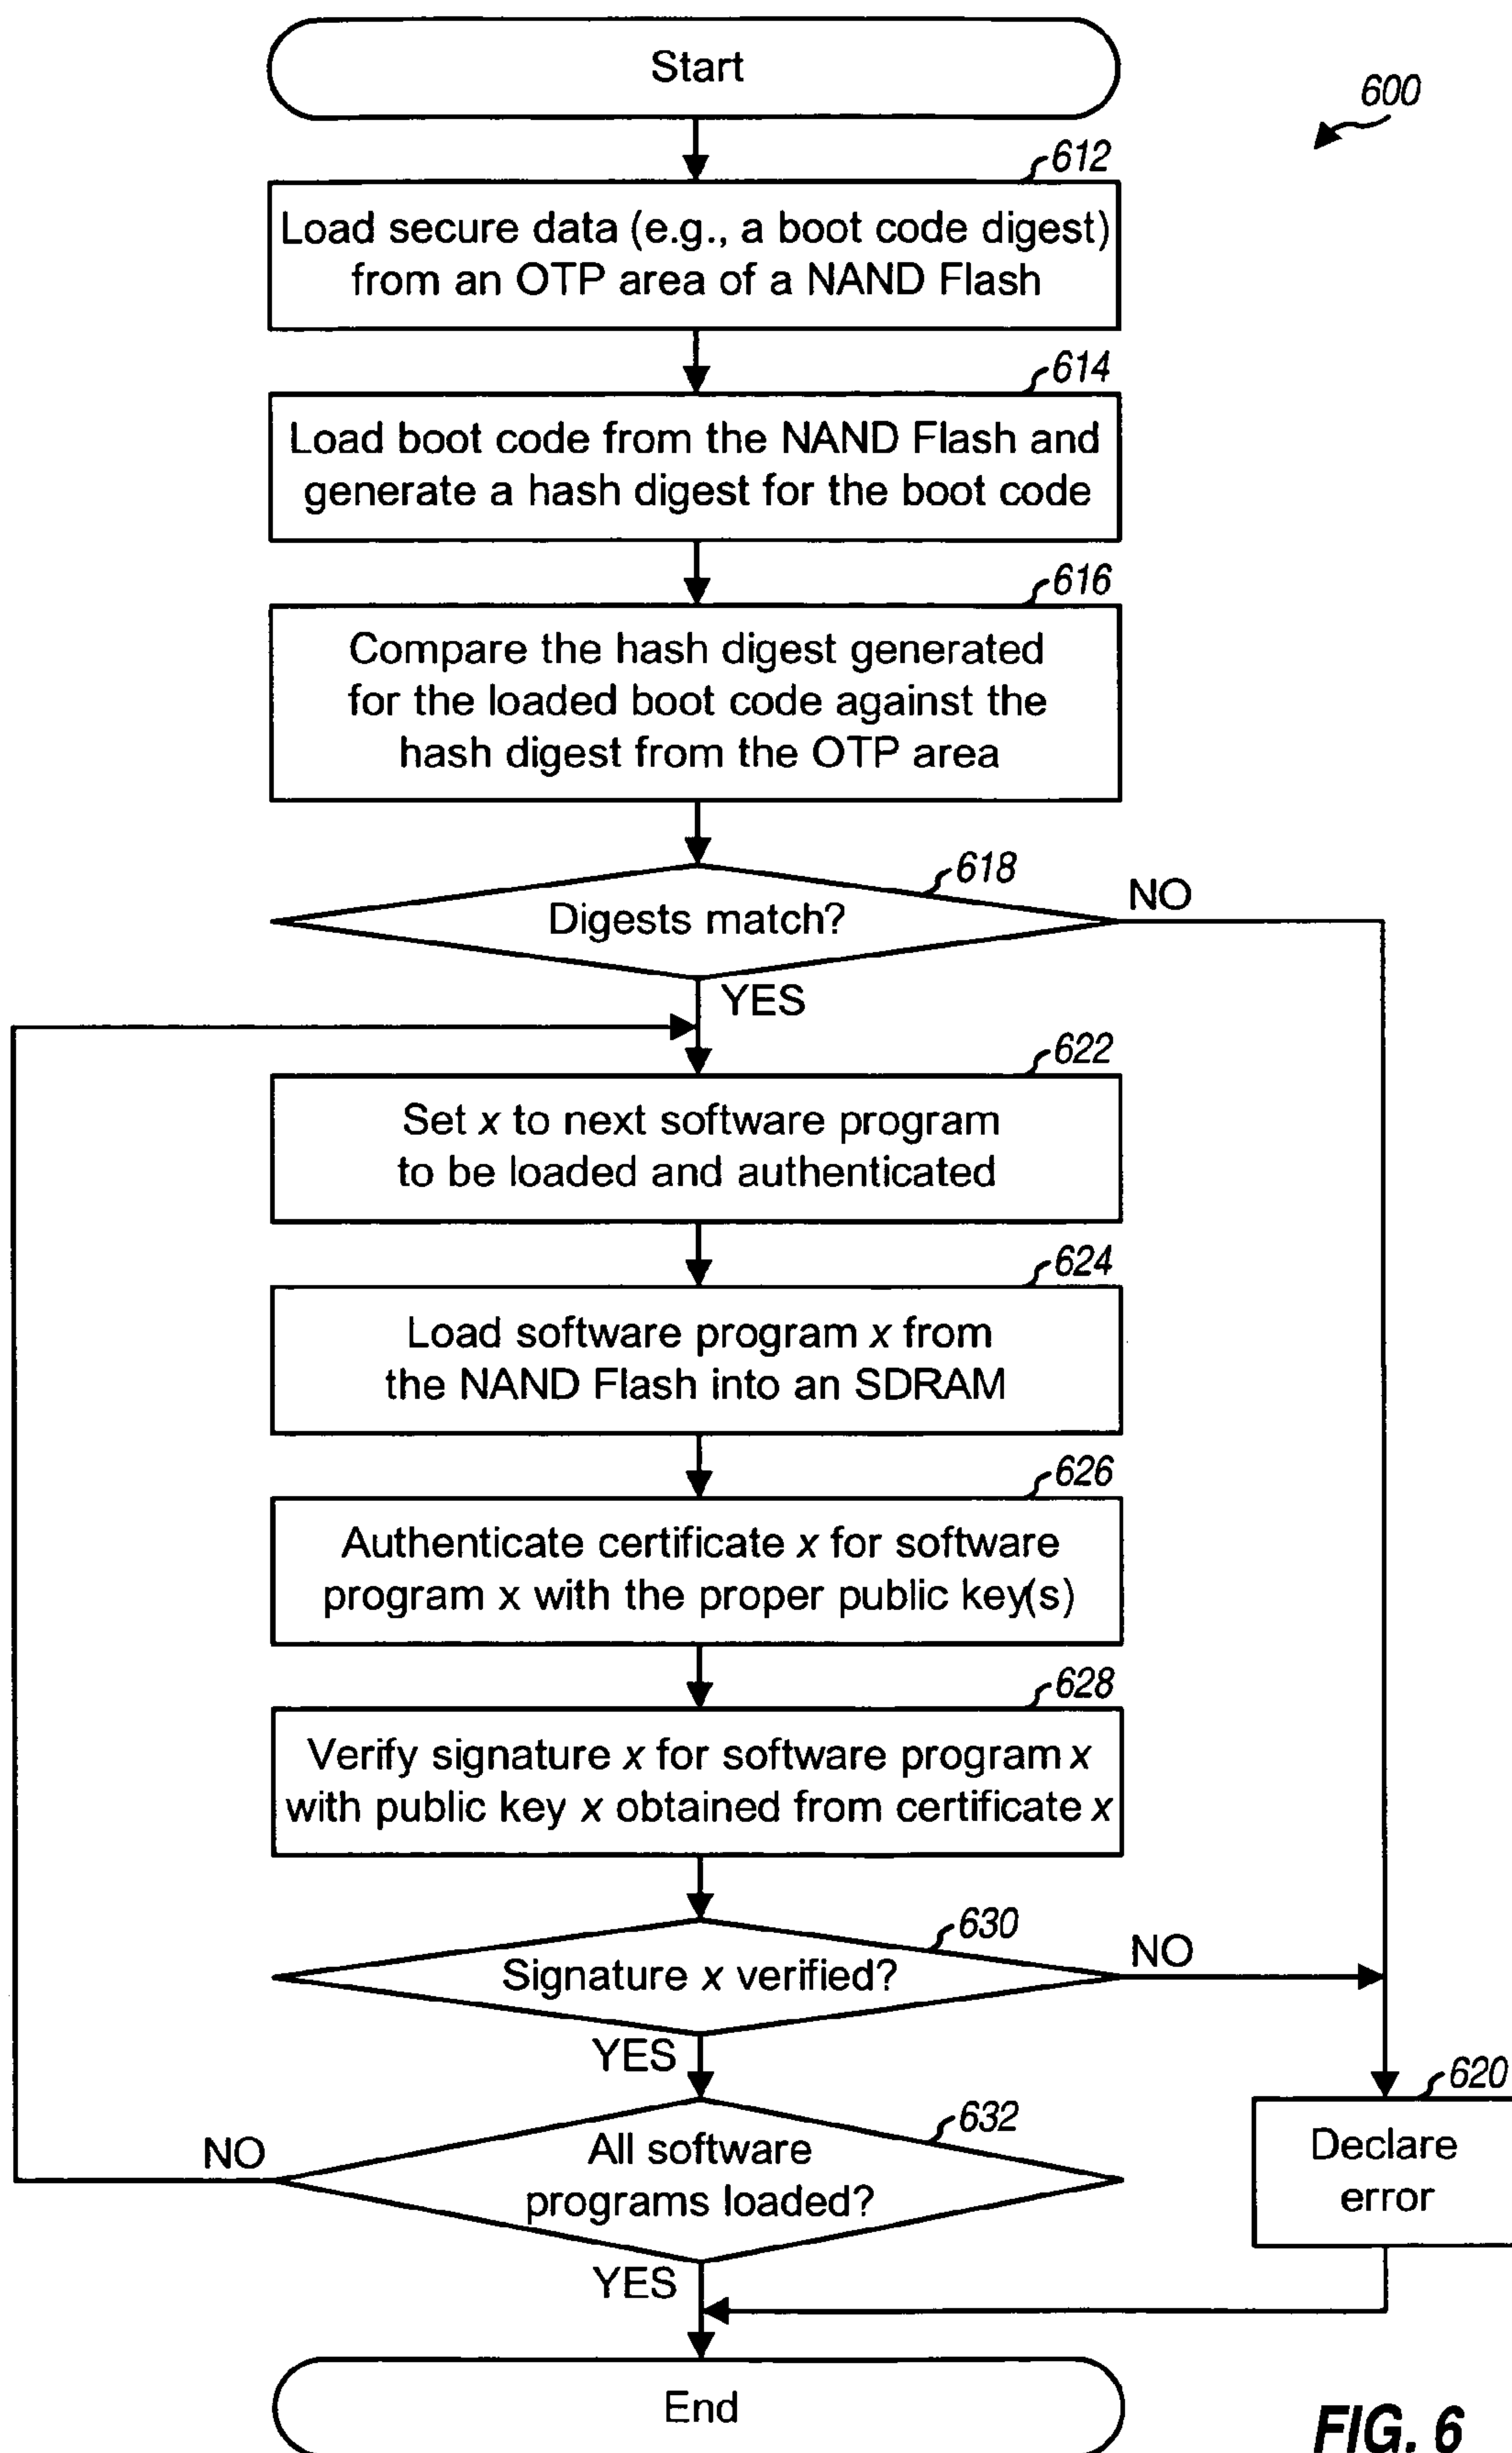 Start
600
612
Load secure data (e.g., a boot code digest)
from an OTP area of a NAND Flash
614
Load boot code from the NAND Flash and
generate a hash digest for the boot code
616
Compare the hash digest generated
for the loaded boot code against the
hash digest from the OTP area
618
Digests match?
NO
YES
622
Set x to next software program
to be loaded and authenticated
624
Load software program x from
the NAND Flash into an SDRAM
626
Authenticate certificate x for software
program x with the proper public key(s)
628
Verify signature x for software program x
with public key x obtained from certificate x
630
Signature x verified?
NO
YES
620
Declare
error
632
All software
programs loaded?
NO
YES
End
FIG. 6